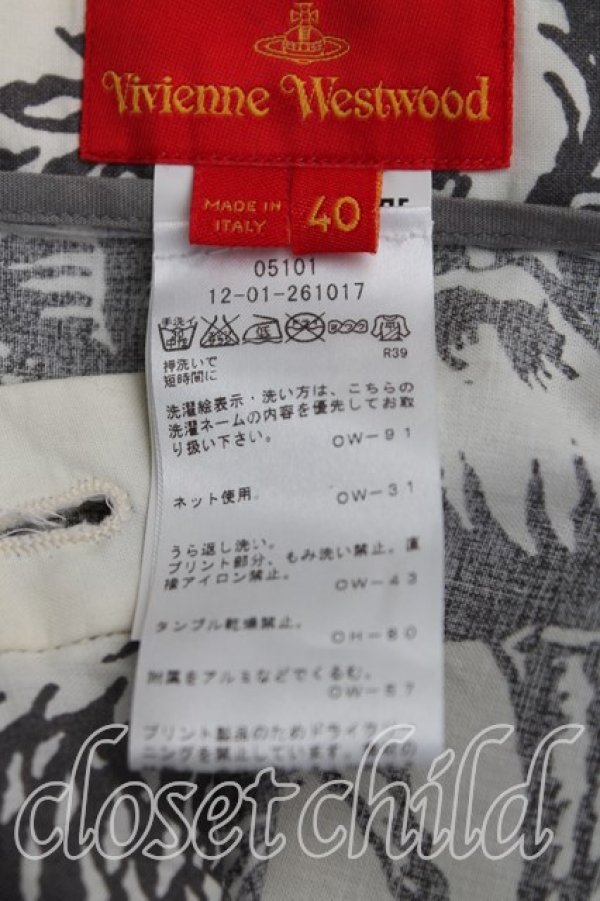 Vivienne Westwood
MADE IN
ITALY
40
05101
12-01-261017
手洗イ
R39
押洗いで
短時間に
洗濯絵表示・洗い方は、こちらの
洗濯ネームの内容を優先してお取
り扱い下さい。 CW-91
ネット使用。 CW-31
うら返し洗い。
プリント部分、もみ洗い禁止。直
接アイロン禁止。 CW-43
タンブル乾燥禁止。 CH-80
附属をアルミなどでくるむ。
CW-57
プリント製品のためドライクリ
ーニングを禁止しています。
closet child